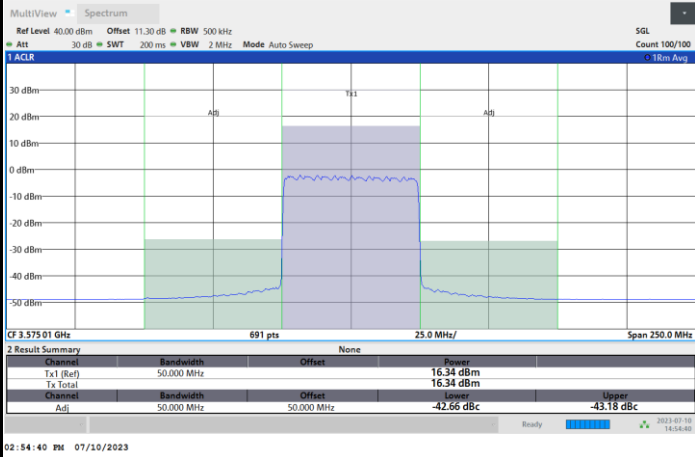 MultiView Spectrum
Ref Level 40.00 dBm Offset 11.30 dB RBW 500 kHz SGL
Att 30 dB SWT 200 ms VBW 2 MHz Mode Auto Sweep Count 100/100
1 ACLR 1Rm Avg
30 dBm
Tx1
20 dBm
Adj Adj
10 dBm
0 dBm
-10 dBm
-20 dBm
-30 dBm
-40 dBm
-50 dBm
CF 3.575 01 GHz 691 pts 25.0 MHz/ Span 250.0 MHz
2 Result Summary None
Channel Bandwidth Offset Power
Tx1 (Ref) 50.000 MHz 16.34 dBm
Tx Total 16.34 dBm
Channel Bandwidth Offset Lower Upper
Adj 50.000 MHz 50.000 MHz -42.66 dBc -43.18 dBc
Ready 2023-07-10
14:54:40
02:54:40 PM 07/10/2023